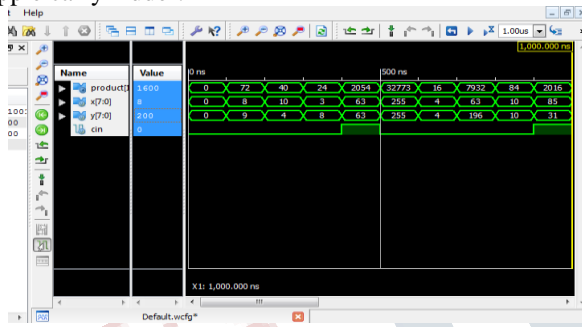 Help
1.00us
1,000.000 ns
Name Value 0 ns 500 ns
product[1 1600 0 72 40 24 2054 32773 16 7932 84 2016
x[7:0] 8 0 8 10 3 63 255 4 63 10 85
y[7:0] 200 0 9 4 8 63 255 4 196 10 31
cin 0
X1: 1,000.000 ns
Default.wcfg*